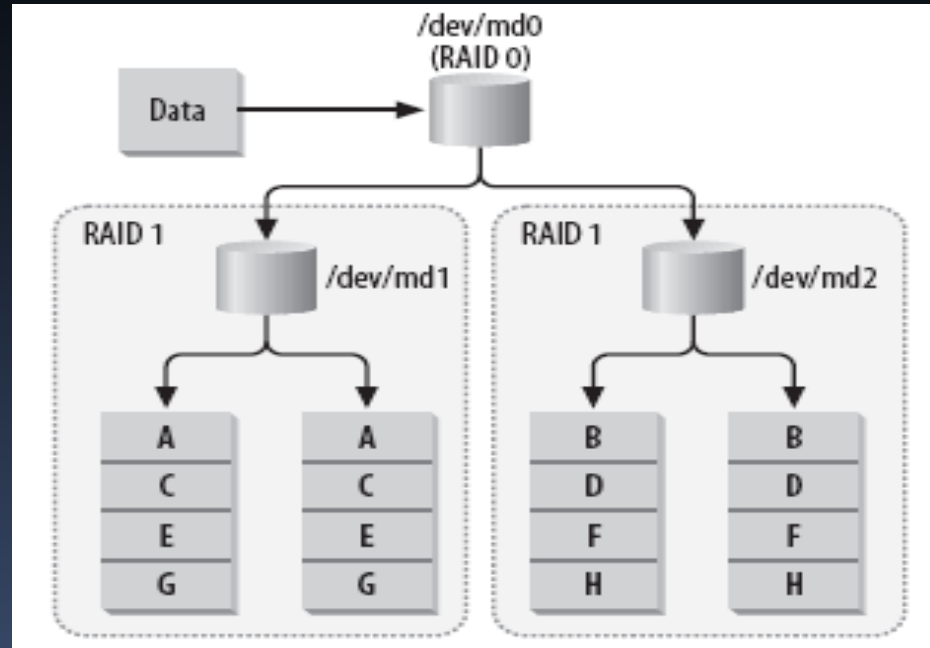 /dev/md0
(RAID 0)
Data
RAID 1
/dev/md1
RAID 1
/dev/md2
A
C
E
G
A
C
E
G
B
D
F
H
B
D
F
H